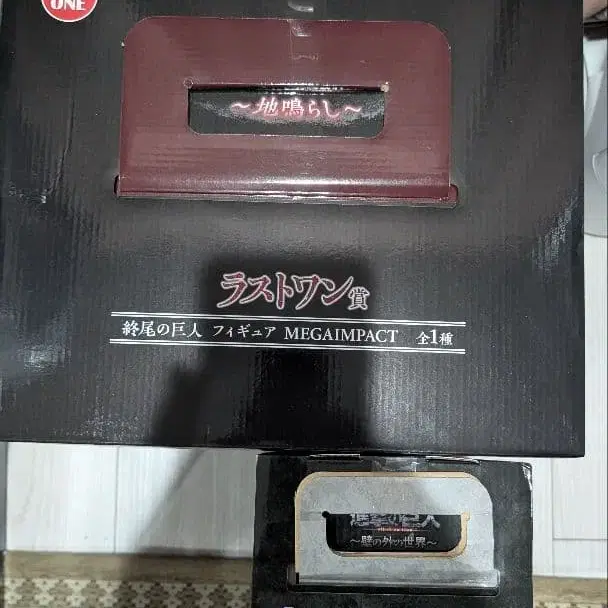 ONE
～地鳴らし～
ラストワン賞
終尾の巨人 フィギュア MEGAIMPACT 全1種
進撃の巨人
～壁の外の世界～